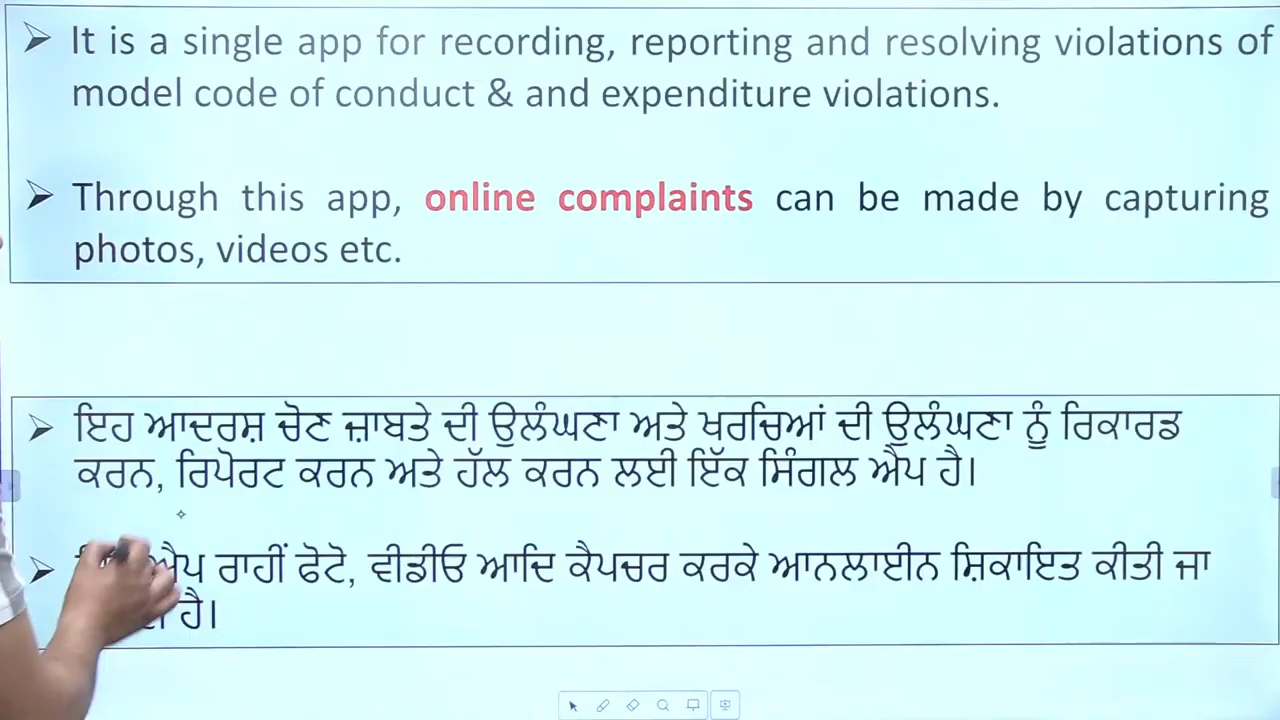 It is a single app for recording, reporting and resolving violations of
model code of conduct & and expenditure violations.
Through this app, online complaints can be made by capturing
photos, videos etc.
ਇਹ ਆਦਰਸ਼ ਚੋਣ ਜ਼ਾਬਤੇ ਦੀ ਉਲੰਘਣਾ ਅਤੇ ਖਰਚਿਆਂ ਦੀ ਉਲੰਘਣਾ ਨੂੰ ਰਿਕਾਰਡ
ਕਰਨ, ਰਿਪੋਰਟ ਕਰਨ ਅਤੇ ਹੱਲ ਕਰਨ ਲਈ ਇੱਕ ਸਿੰਗਲ ਐਪ ਹੈ।
ਐਪ ਰਾਹੀਂ ਫੋਟੋ, ਵੀਡੀਓ ਆਦਿ ਕੈਪਚਰ ਕਰਕੇ ਆਨਲਾਈਨ ਸ਼ਿਕਾਇਤ ਕੀਤੀ ਜਾ
ਹੈ।